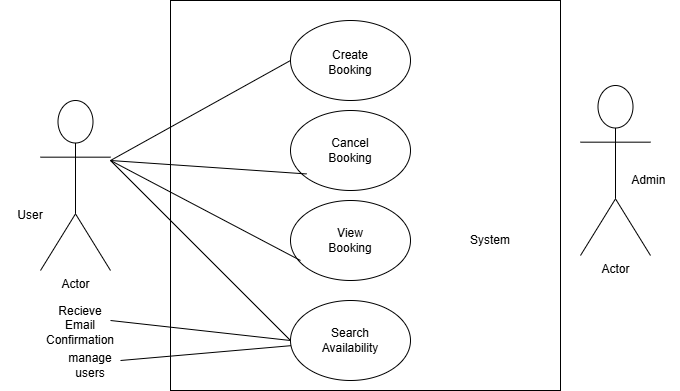 Create
Booking
Cancel
Booking
View
Booking
Search
Availability
System
User
Actor
Recieve
Email
Confirmation
manage
users
Admin
Actor